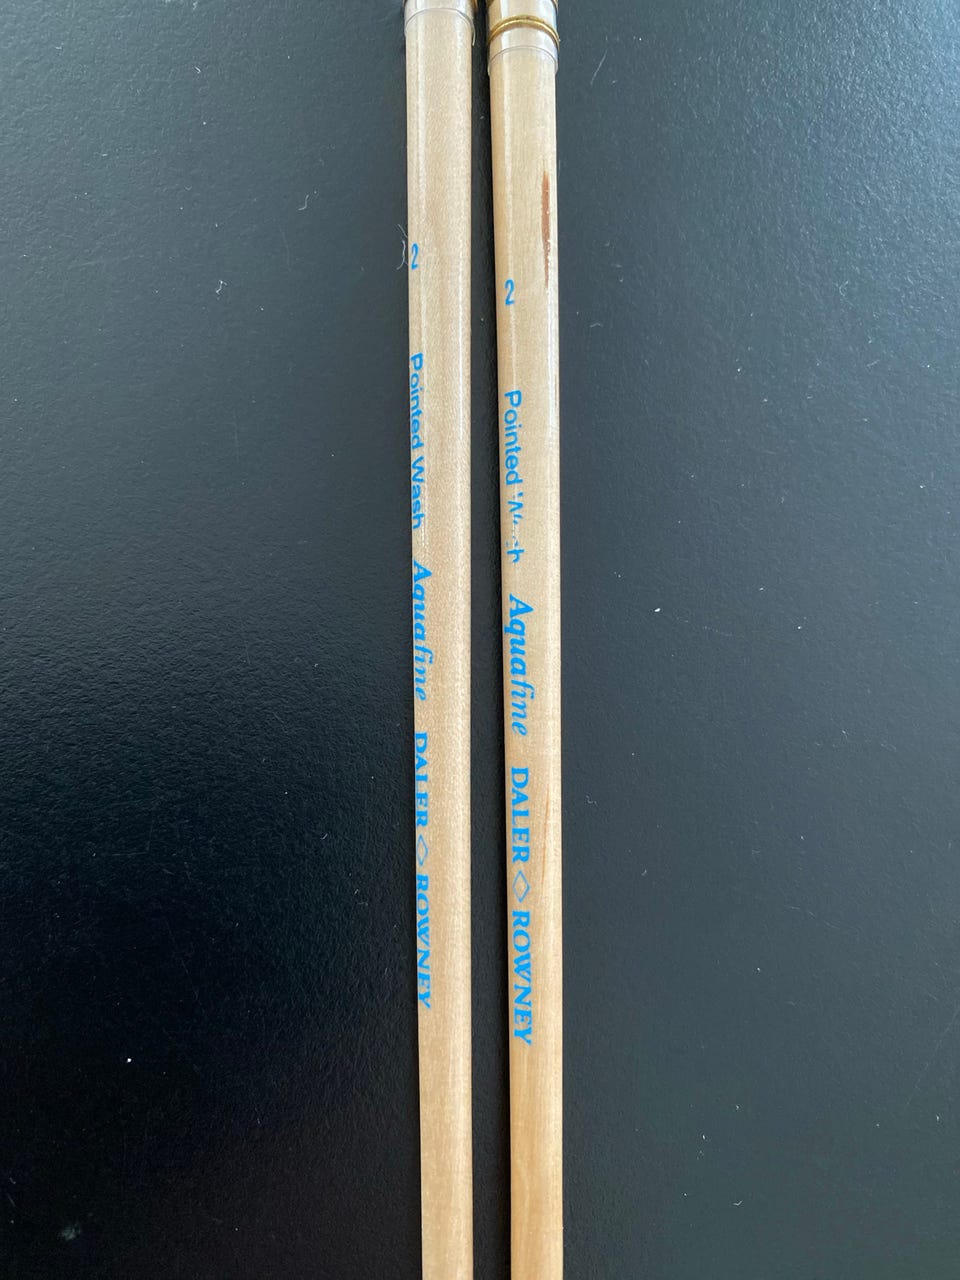 2 Pointed Wash Aquafine DALER ROWNEY
2 Pointed Aquafine DALER ROWNEY